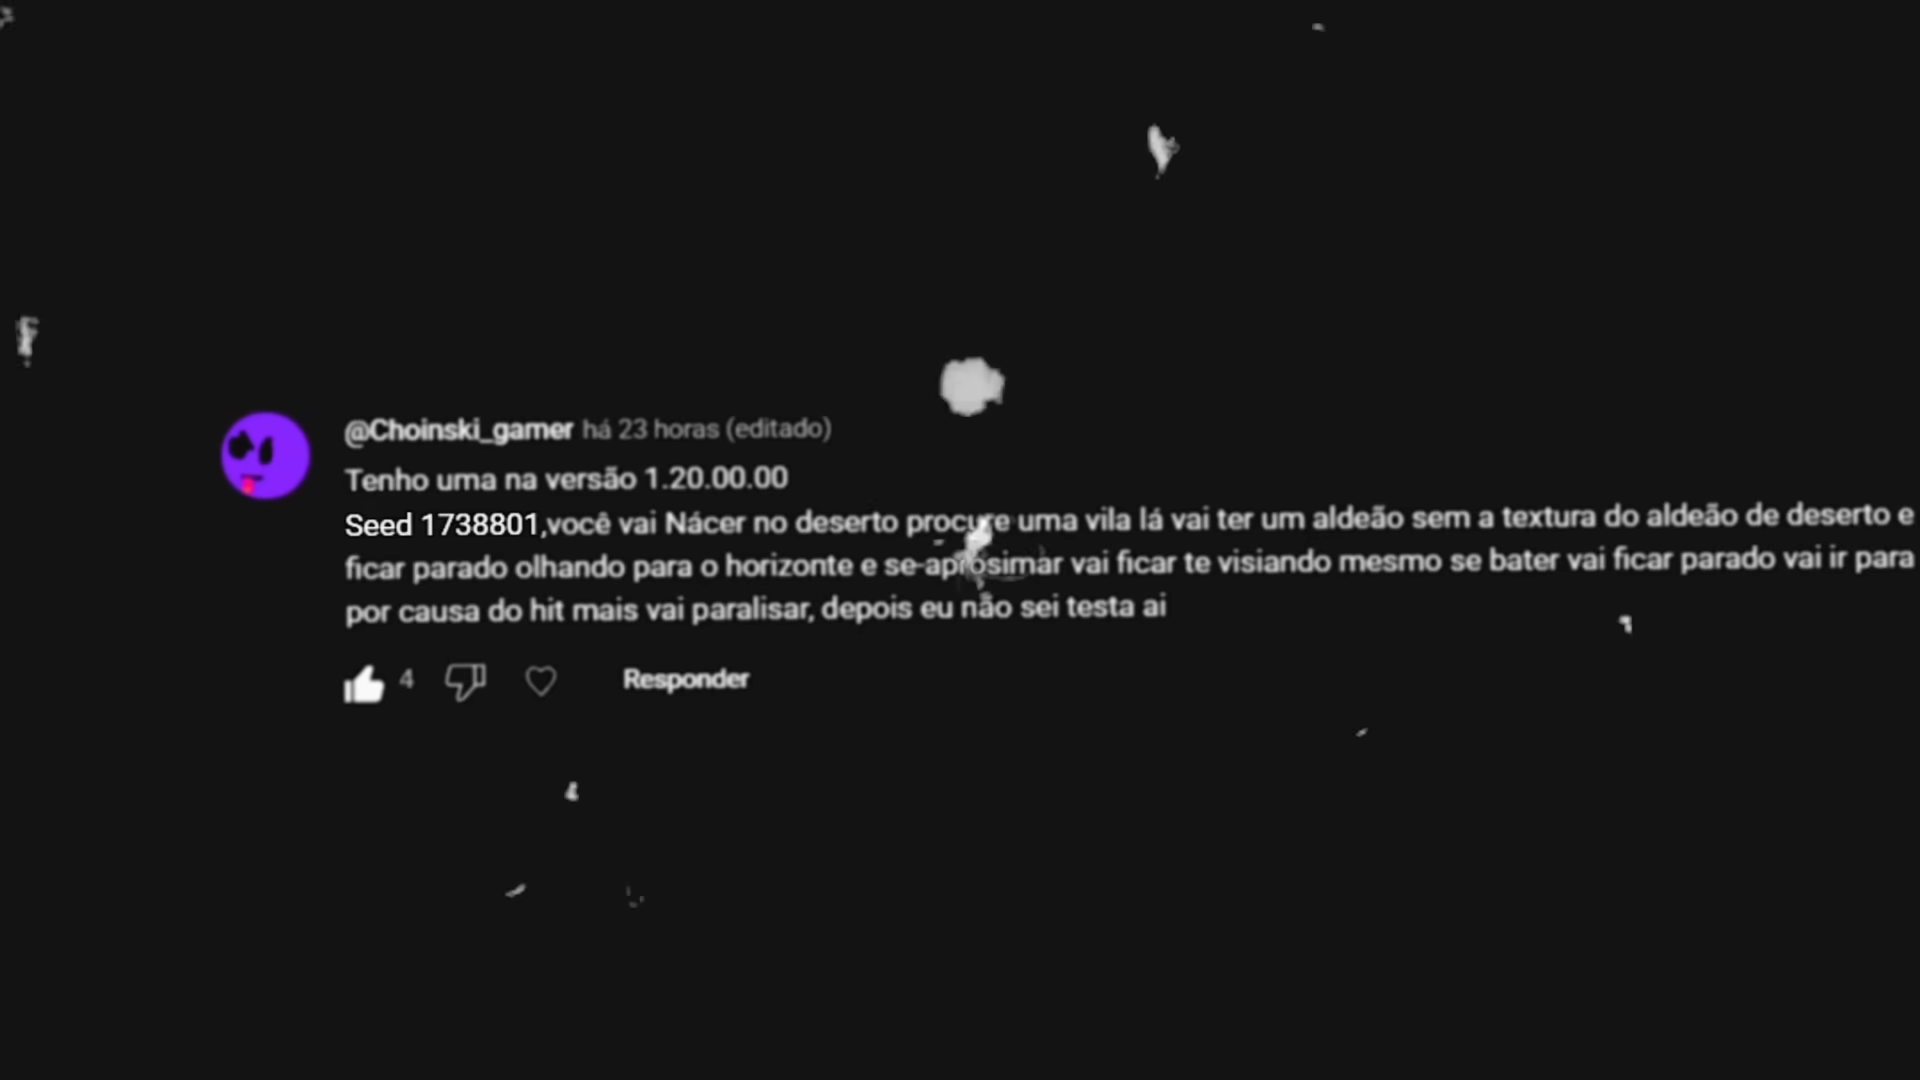 @Choinski_gamer há 23 horas (editado)
Tenho uma na versão 1.20.00.00
Seed 1738801,você vai Nácer no deserto procure uma vila lá vai ter um aldeão sem a textura do aldeão de deserto e
ficar parado olhando para o horizonte e se aprosimar vai ficar te visiando mesmo se bater vai ficar parado vai ir para
por causa do hit mais vai paralisar, depois eu não sei testa ai
4
Responder